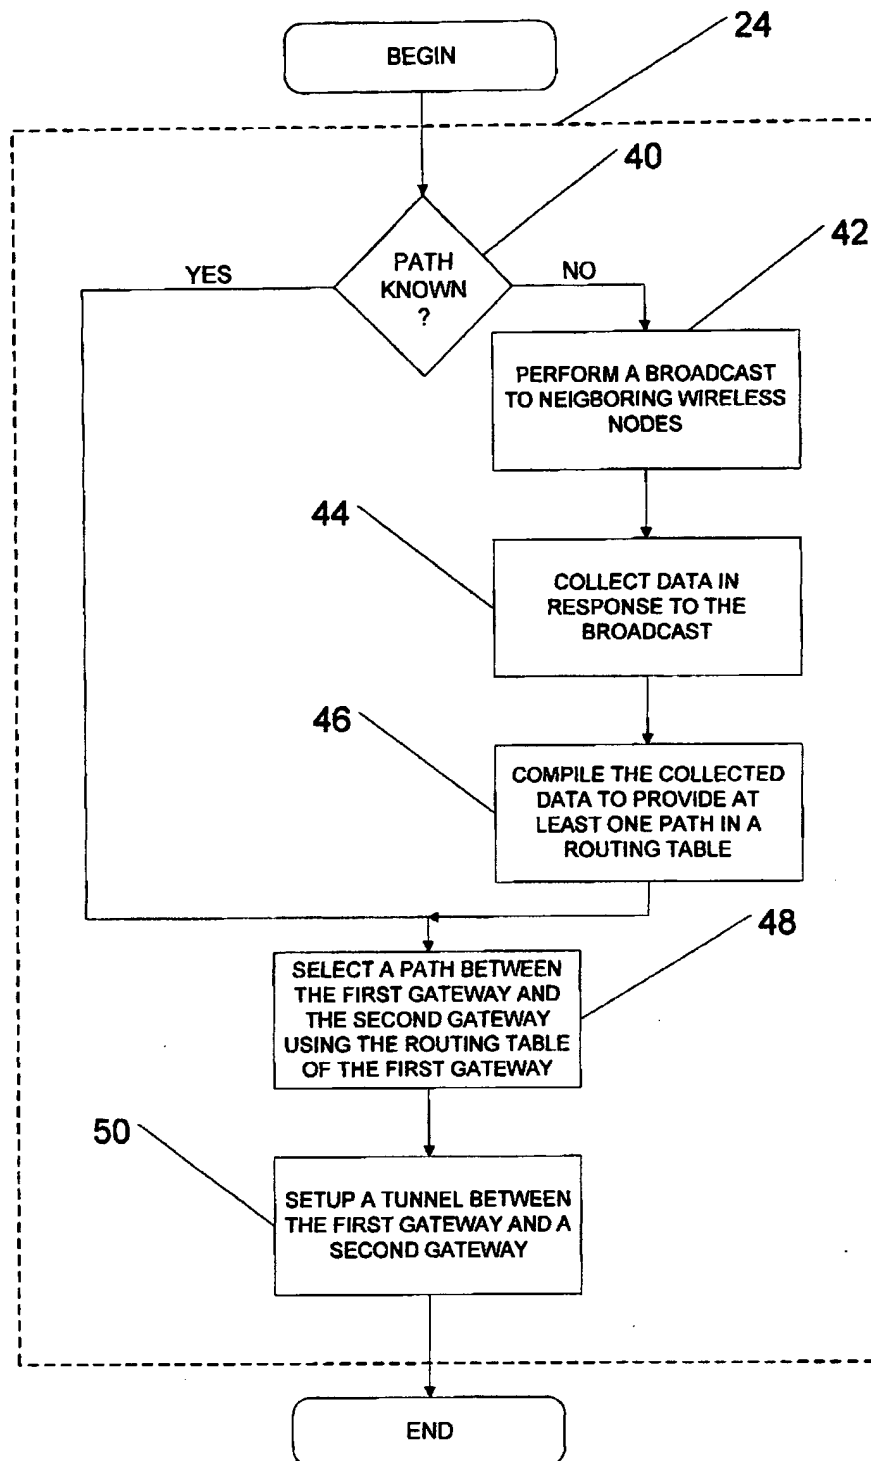 24
BEGIN
40
42
YES
NO
PATH
KNOWN
?
PERFORM A BROADCAST
TO NEIGBORING WIRELESS
NODES
44
COLLECT DATA IN
RESPONSE TO THE
BROADCAST
46
COMPILE THE COLLECTED
DATA TO PROVIDE AT
LEAST ONE PATH IN A
ROUTING TABLE
48
SELECT A PATH BETWEEN
THE FIRST GATEWAY AND
THE SECOND GATEWAY
USING THE ROUTING TABLE
OF THE FIRST GATEWAY
50
SETUP A TUNNEL BETWEEN
THE FIRST GATEWAY AND A
SECOND GATEWAY
END